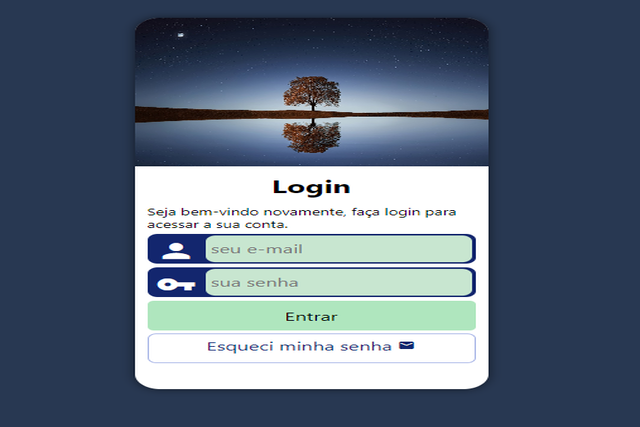 Login
Seja bem-vindo novamente, faça login para
acessar a sua conta.
seu e-mail
sua senha
Entrar
Esqueci minha senha